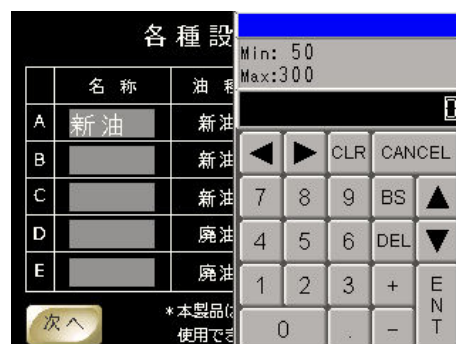 各種設
名称 油
A 新油 新油
B 新油
C 新油
D 廃油
E 廃油
次へ
*本製品
使用でき
Min: 50
Max:300
◀ ▶ CLR CANCEL
7 8 9 BS ▲
4 5 6 DEL ▼
1 2 3 + ENT
0 . -